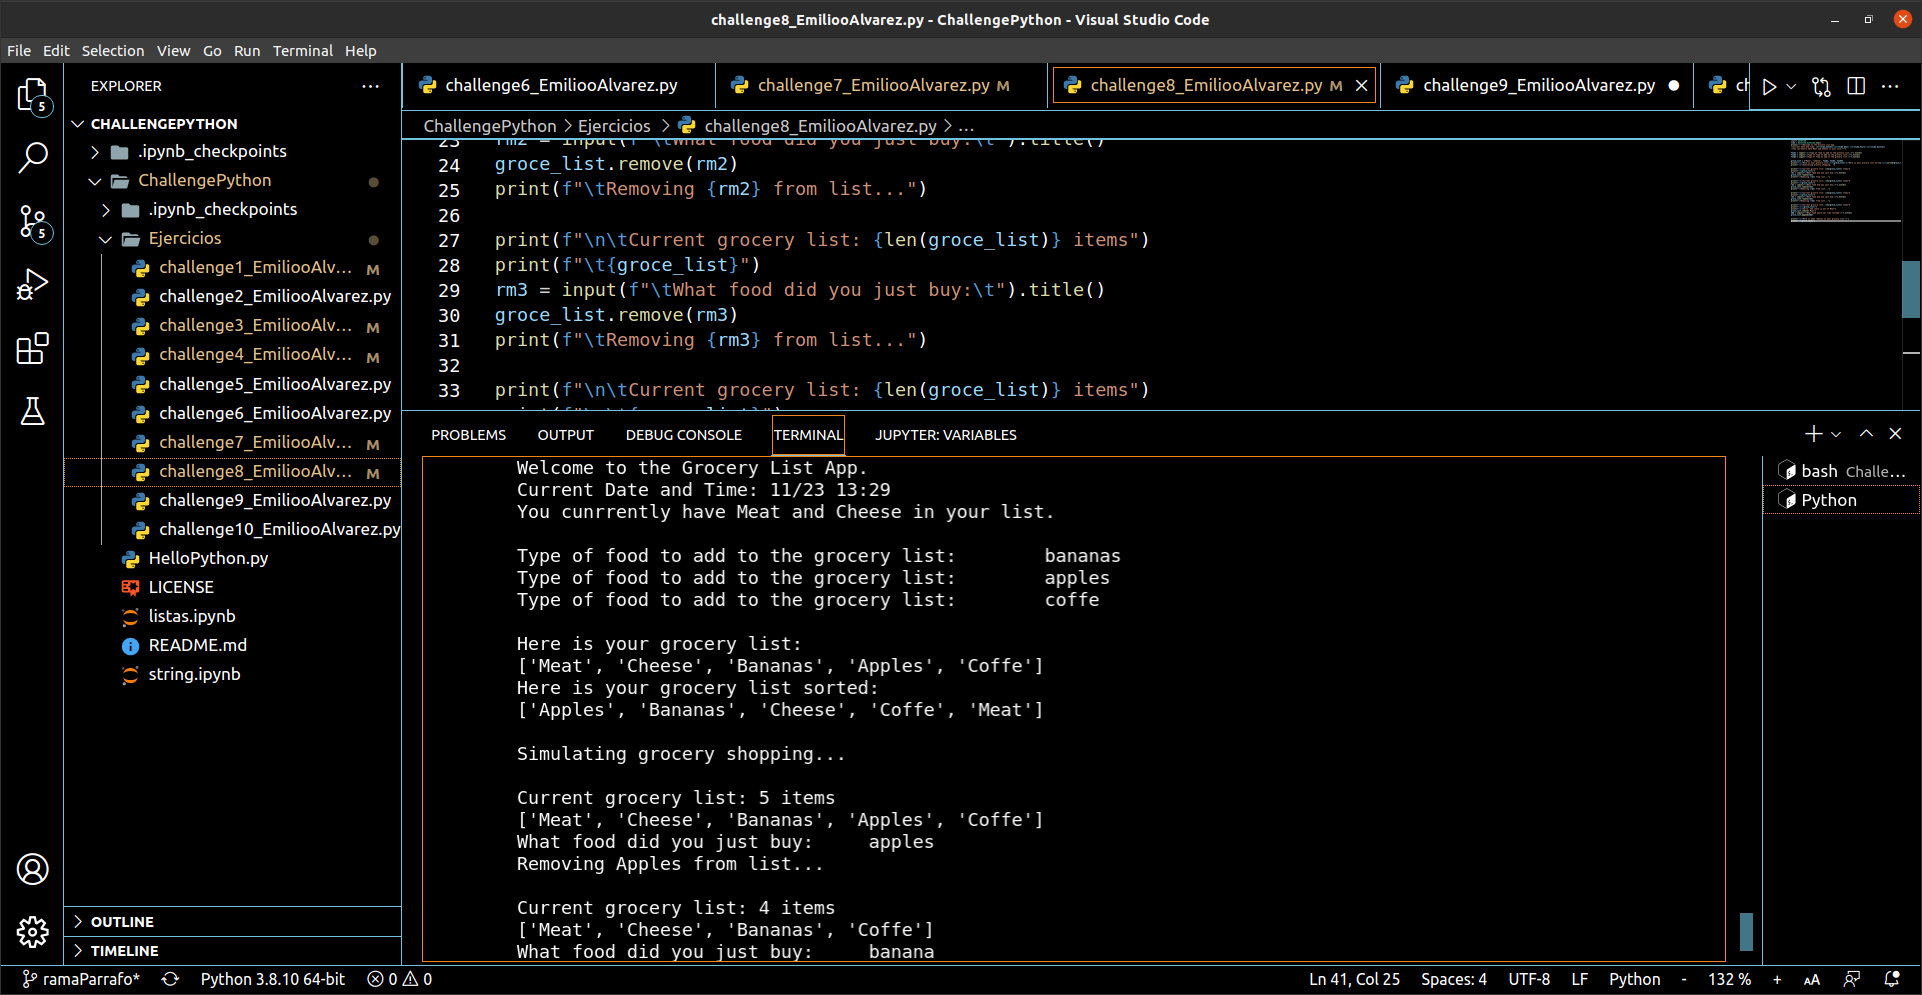 challenge8_EmiliooAlvarez.py - ChallengePython - Visual Studio Code
File Edit Selection View Go Run Terminal Help
EXPLORER
CHALLENGEPYTHON
.ipynb_checkpoints
ChallengePython
.ipynb_checkpoints
Ejercicios
challenge1_EmiliooAlv... M
challenge2_EmiliooAlvarez.py
challenge3_EmiliooAlv... M
challenge4_EmiliooAlv... M
challenge5_EmiliooAlvarez.py
challenge6_EmiliooAlvarez.py
challenge7_EmiliooAlv... M
challenge8_EmiliooAlv... M
challenge9_EmiliooAlvarez.py
challenge10_EmiliooAlvarez.py
HelloPython.py
LICENSE
listas.ipynb
README.md
string.ipynb
OUTLINE
TIMELINE
5
5
challenge6_EmiliooAlvarez.py challenge7_EmiliooAlvarez.py M challenge8_EmiliooAlvarez.py M challenge9_EmiliooAlvarez.py
ChallengePython > Ejercicios > challenge8_EmiliooAlvarez.py > ...
23 rm2 = input(f"\tWhat food did you just buy:\t").title()
24 groce_list.remove(rm2)
25 print(f"\tRemoving {rm2} from list...")
26
27 print(f"\n\tCurrent grocery list: {len(groce_list)} items")
28 print(f"\t{groce_list}")
29 rm3 = input(f"\tWhat food did you just buy:\t").title()
30 groce_list.remove(rm3)
31 print(f"\tRemoving {rm3} from list...")
32
33 print(f"\n\tCurrent grocery list: {len(groce_list)} items")
PROBLEMS OUTPUT DEBUG CONSOLE TERMINAL JUPYTER: VARIABLES
Welcome to the Grocery List App.
Current Date and Time: 11/23 13:29
You cunrrently have Meat and Cheese in your list.
Type of food to add to the grocery list: bananas
Type of food to add to the grocery list: apples
Type of food to add to the grocery list: coffe
Here is your grocery list:
['Meat', 'Cheese', 'Bananas', 'Apples', 'Coffe']
Here is your grocery list sorted:
['Apples', 'Bananas', 'Cheese', 'Coffe', 'Meat']
Simulating grocery shopping...
Current grocery list: 5 items
['Meat', 'Cheese', 'Bananas', 'Apples', 'Coffe']
What food did you just buy: apples
Removing Apples from list...
Current grocery list: 4 items
['Meat', 'Cheese', 'Bananas', 'Coffe']
What food did you just buy: banana
bash Challe...
Python
ramaParrafo* Python 3.8.10 64-bit 0 0 Ln 41, Col 25 Spaces: 4 UTF-8 LF Python - 132 % + AA